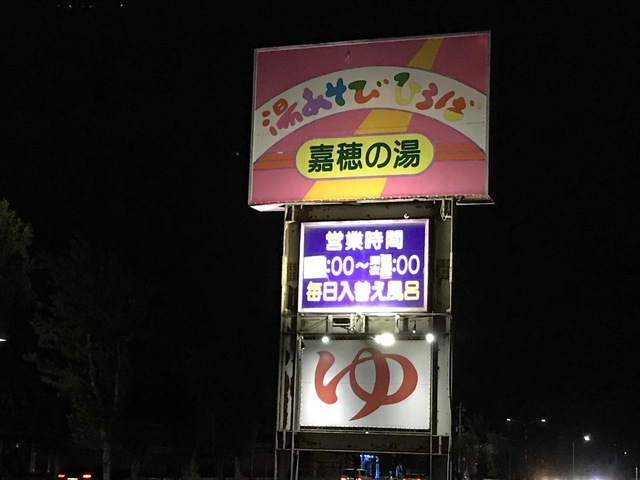 湯あそびひろば
嘉穂の湯
営業時間
:00〜:00
毎日入替え風呂
ゆ